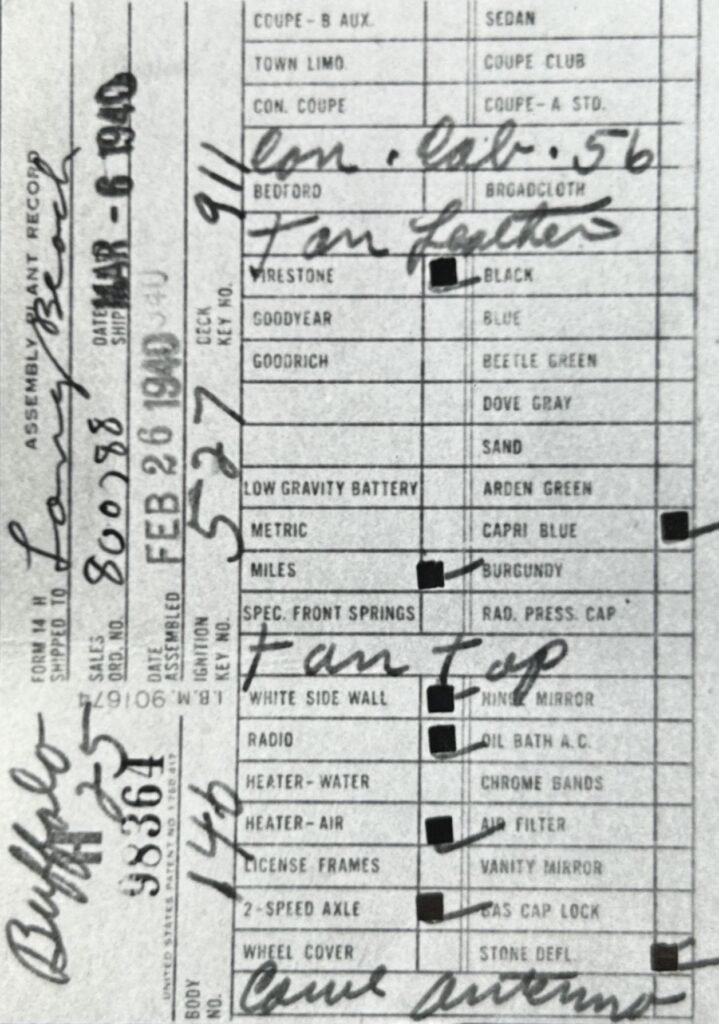 COUPE-B AUX. SEDAN
TOWN LIMO. COUPE CLUB
CON. COUPE COUPE-A STD.
Con. Cab. 56
BEDFORD BROADCLOTH
Tan Leather
FIRESTONE BLACK
GOODYEAR BLUE
GOODRICH BEETLE GREEN
DOVE GRAY
SAND
LOW GRAVITY BATTERY ARDEN GREEN
METRIC CAPRI BLUE
MILES BURGUNDY
SPEC. FRONT SPRINGS RAD. PRESS. CAP
Tan Top
WHITE SIDE WALL HINGE MIRROR
RADIO OIL BATH A.C.
HEATER-WATER CHROME BANDS
HEATER-AIR AIR FILTER
LICENSE FRAMES VANITY MIRROR
2-SPEED AXLE GAS CAP LOCK
WHEEL COVER STONE DEFL.
Cowl Antenna
ASSEMBLY PLANT RECORD
FORM 14 H
SHIPPED TO Long Beach
SALES ORD. NO. 800788 DATE SHIP MAR-6 1940
DATE ASSEMBLED FEB 26 1940
IGNITION KEY NO. 527 DECK KEY NO. 911
I.B.M. 901674
Buffalo
H 25
98364
UNITED STATES PATENT NO. 1780417
BODY NO. 146